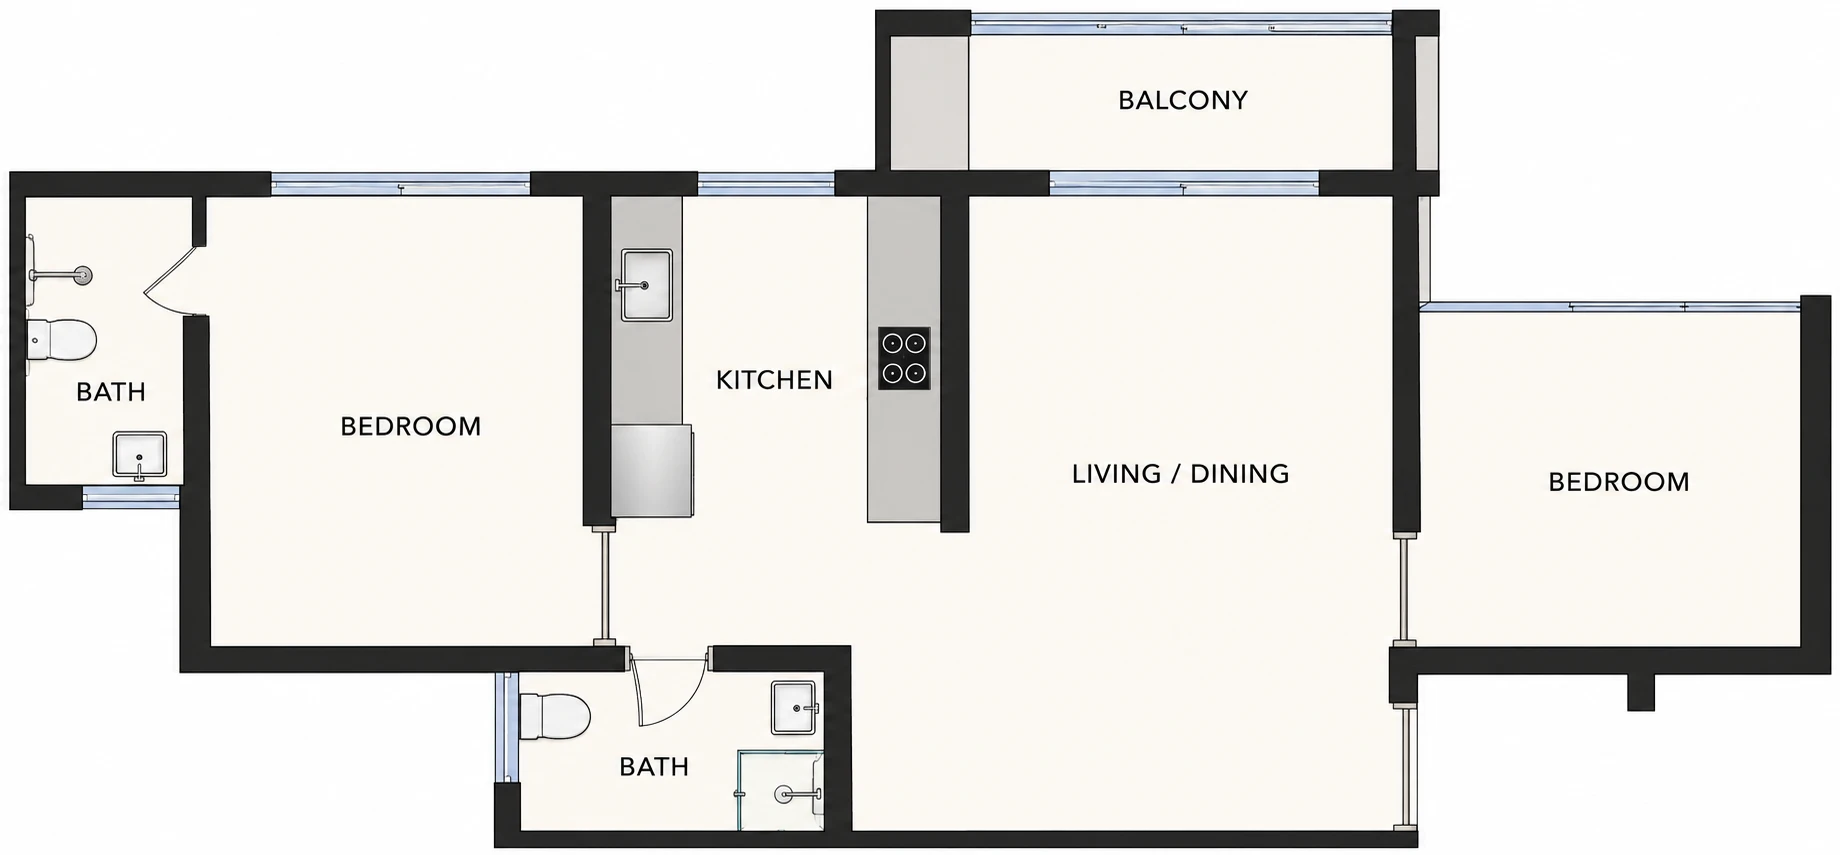 BALCONY
BATH
BEDROOM
KITCHEN
LIVING / DINING
BEDROOM
BATH